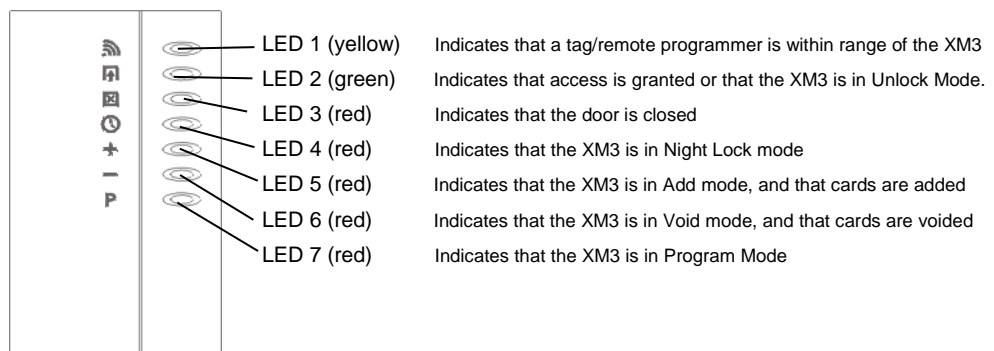 LED 1 (yellow) Indicates that a tag/remote programmer is within range of the XM3
LED 2 (green) Indicates that access is granted or that the XM3 is in Unlock Mode.
LED 3 (red) Indicates that the door is closed
LED 4 (red) Indicates that the XM3 is in Night Lock mode
+ LED 5 (red) Indicates that the XM3 is in Add mode, and that cards are added
− LED 6 (red) Indicates that the XM3 is in Void mode, and that cards are voided
P LED 7 (red) Indicates that the XM3 is in Program Mode